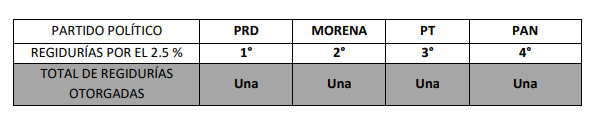 PARTIDO POLÍTICO PRD MORENA PT PAN
REGIDURÍAS POR EL 2.5 % 1° 2° 3° 4°
TOTAL DE REGIDURÍAS
OTORGADAS Una Una Una Una